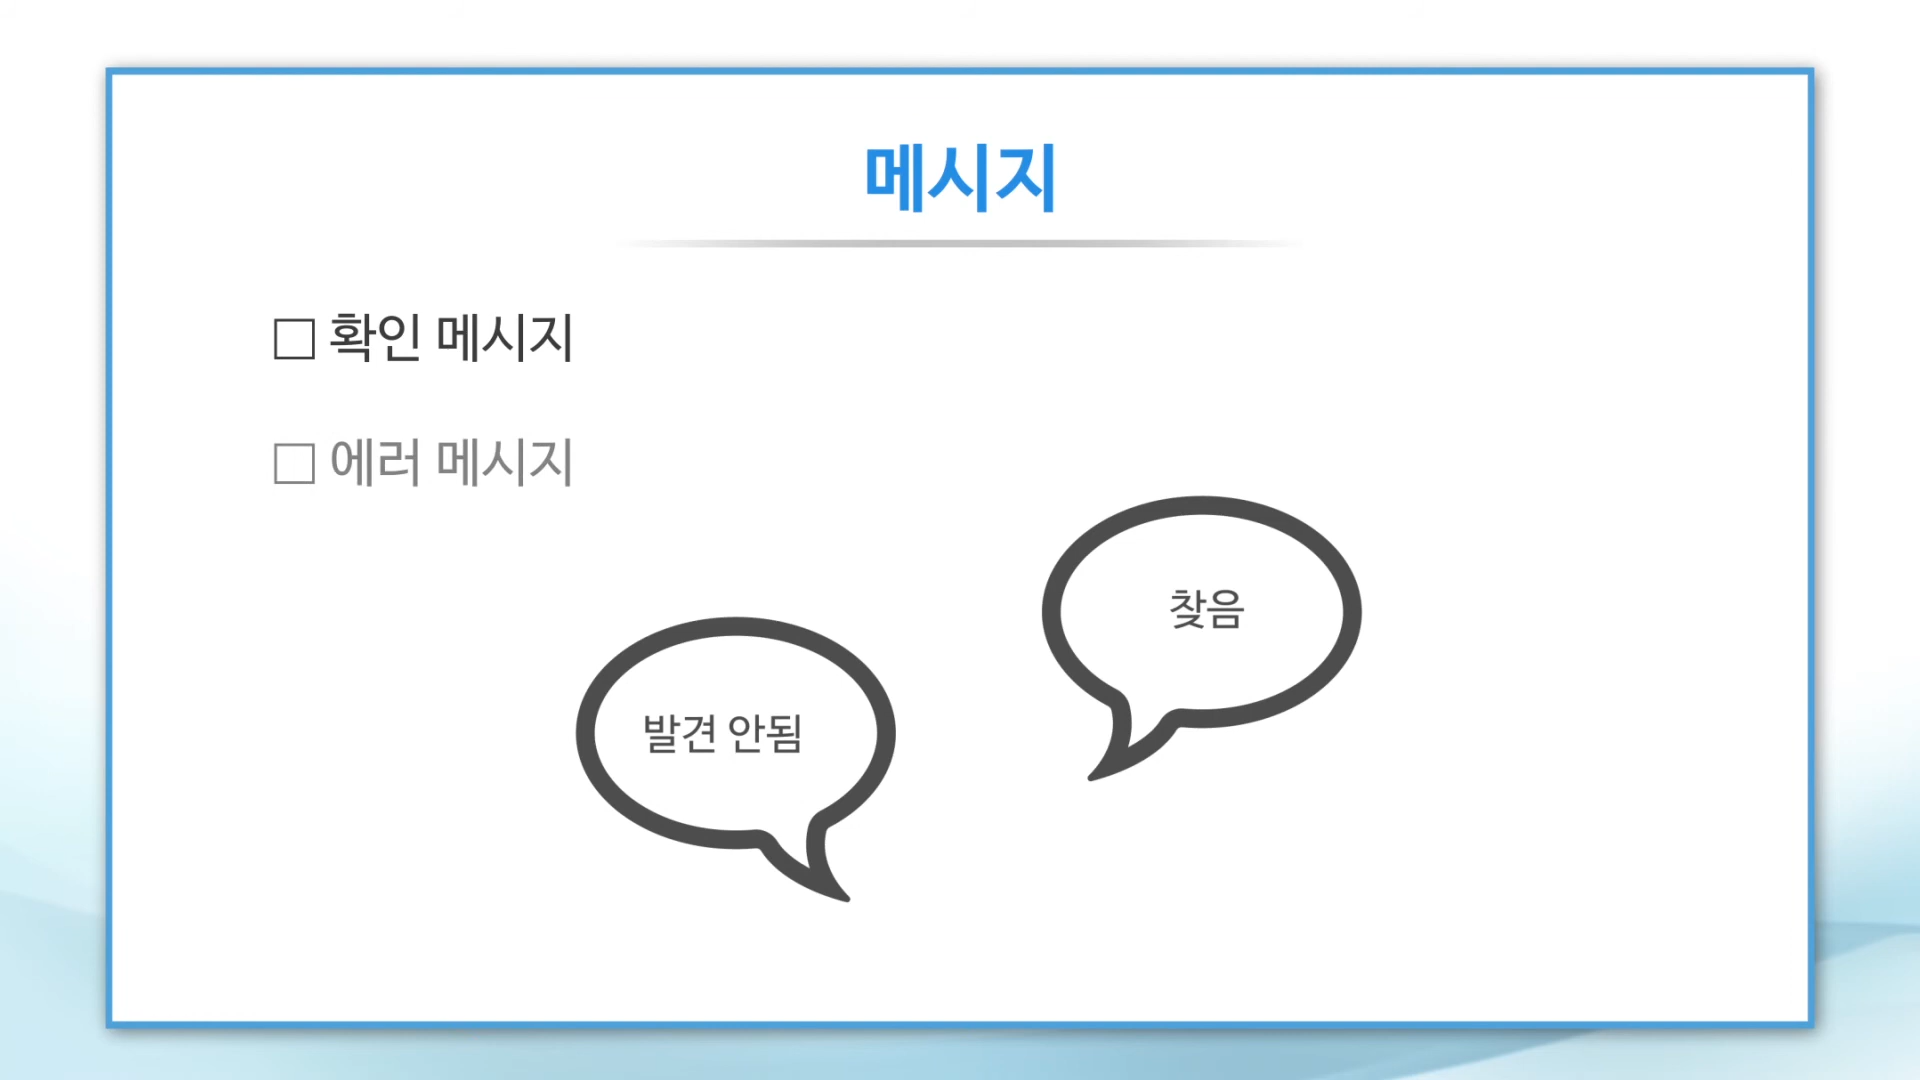 메시지
□ 확인 메시지
□ 에러 메시지
찾음
발견 안됨